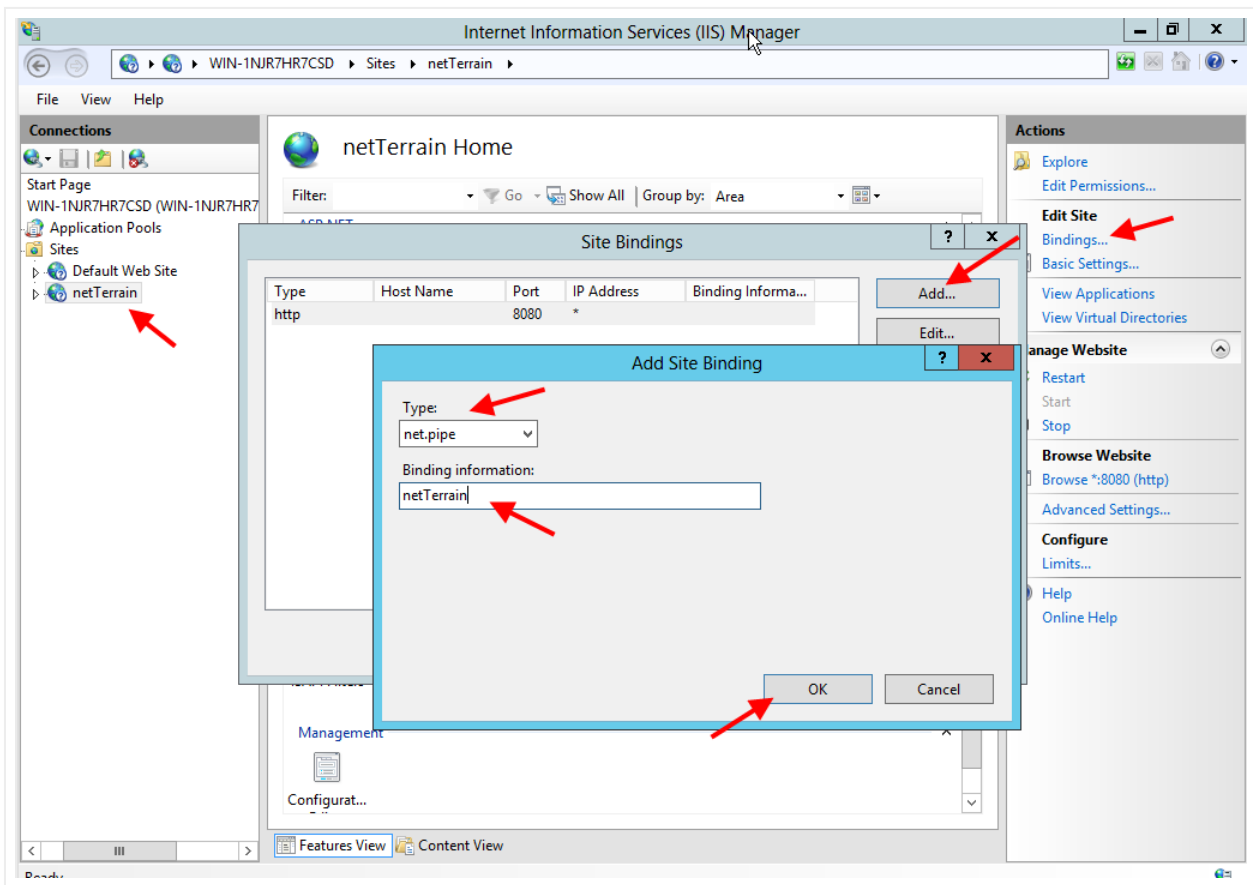 Internet Information Services (IIS) Manager
WIN-1NJR7HR7CSD Sites netTerrain
File View Help
Connections
Start Page
WIN-1NJR7HR7CSD (WIN-1NJR7HR7
Application Pools
Sites
Default Web Site
netTerrain
netTerrain Home
Filter: Go Show All Group by: Area
ASP.NET
Site Bindings
? x
Type Host Name Port IP Address Binding Informa...
http 8080 *
Add...
Edit...
Add Site Binding
? x
Type:
net.pipe
Binding information:
netTerrain
OK Cancel
Management
Configurat...
Features View Content View
Ready
Actions
Explore
Edit Permissions...
Edit Site
Bindings...
Basic Settings...
View Applications
View Virtual Directories
anage Website
Restart
Start
Stop
Browse Website
Browse *:8080 (http)
Advanced Settings...
Configure
Limits...
Help
Online Help